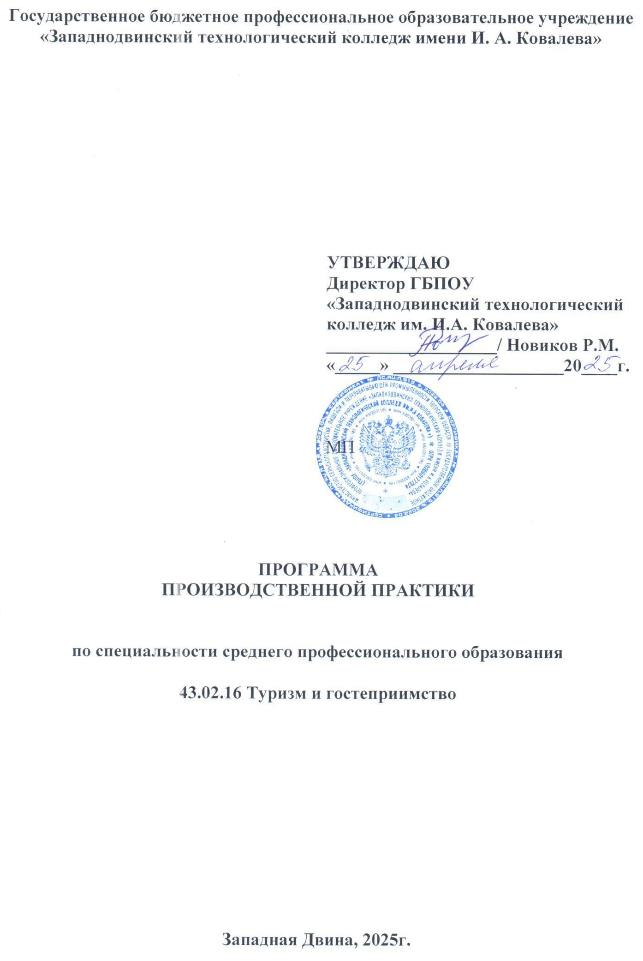 Государственное бюджетное профессиональное образовательное учреждение
«Западнодвинский технологический колледж имени И. А. Ковалева»
УТВЕРЖДАЮ
Директор ГБПОУ
«Западнодвинский технологический
колледж им. И.А. Ковалева»
/ Новиков Р.М.
«25» апреля 2025г.
МП
ПРОГРАММА
ПРОИЗВОДСТВЕННОЙ ПРАКТИКИ
по специальности среднего профессионального образования
43.02.16 Туризм и гостеприимство
Западная Двина, 2025г.